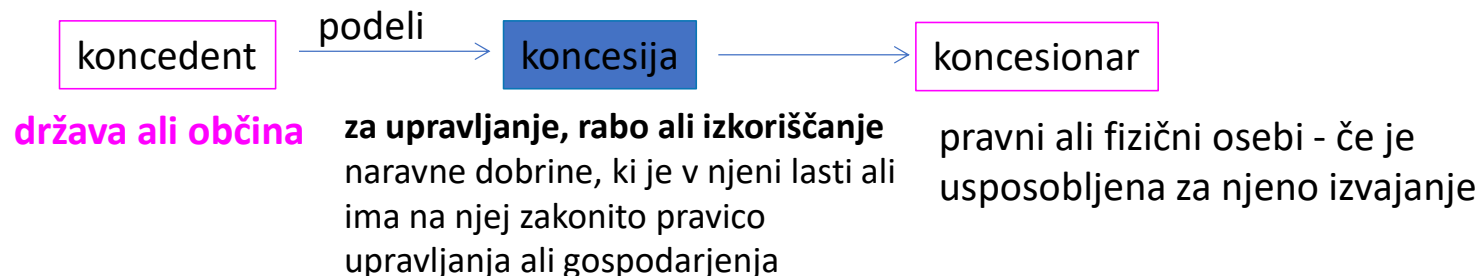 koncedent
podeli
koncesija
koncesionar
država ali občina
za upravljanje, rabo ali izkoriščanje
naravne dobrine, ki je v njeni lasti ali
ima na njej zakonito pravico
upravljanja ali gospodarjenja
pravni ali fizični osebi - če je
usposobljena za njeno izvajanje